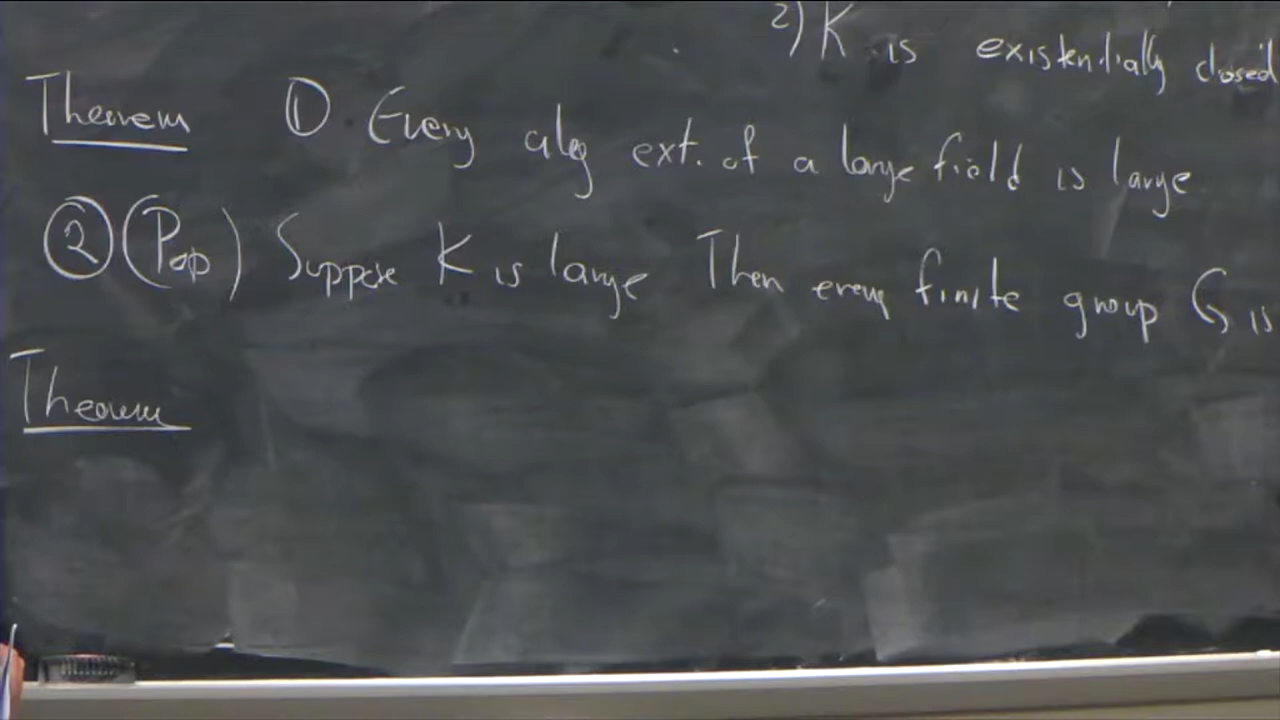 2) K is existentially closed
Theorem ① Every alg ext. of a large field is large
② (Pop) Suppose K is large Then every finite group G is
Theorem